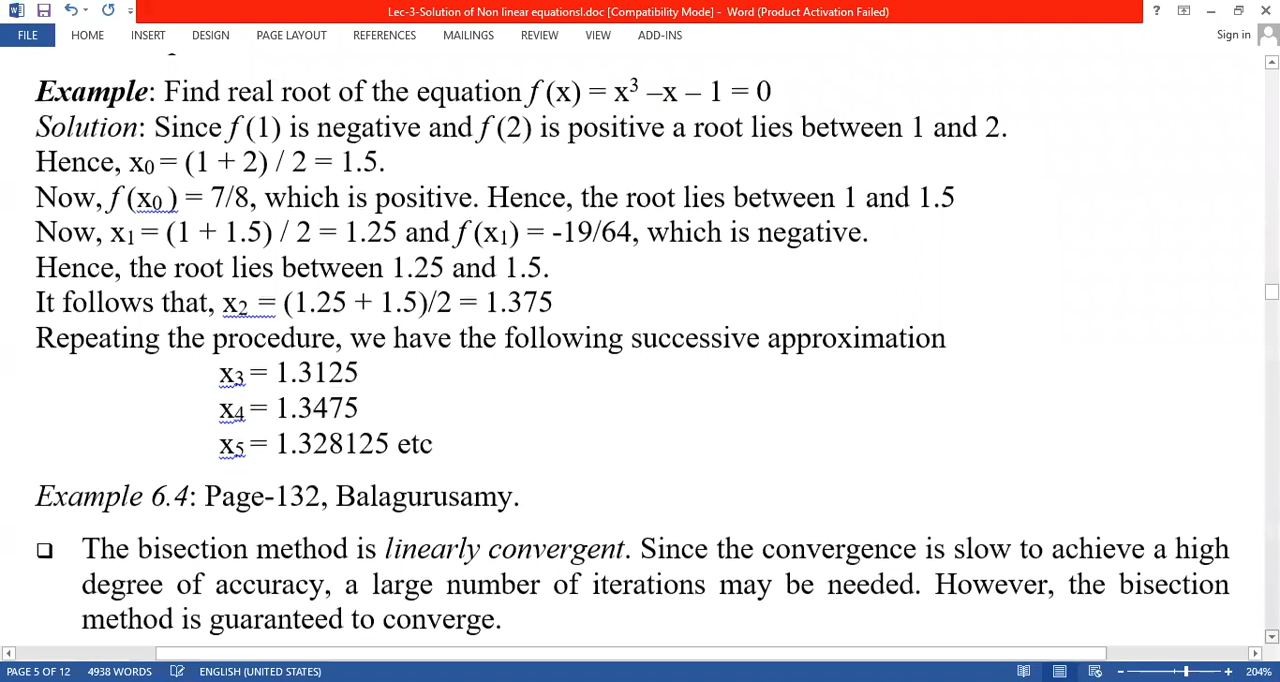 Lec-3-Solution of Non linear equationsl.doc [Compatibility Mode] - Word (Product Activation Failed)
?
FILE HOME INSERT DESIGN PAGE LAYOUT REFERENCES MAILINGS REVIEW VIEW ADD-INS Sign in
Example: Find real root of the equation f (x) = x³ –x – 1 = 0
Solution: Since f (1) is negative and f (2) is positive a root lies between 1 and 2.
Hence, x₀ = (1 + 2) / 2 = 1.5.
Now, f (x₀ ) = 7/8, which is positive. Hence, the root lies between 1 and 1.5
Now, x₁ = (1 + 1.5) / 2 = 1.25 and f (x₁) = -19/64, which is negative.
Hence, the root lies between 1.25 and 1.5.
It follows that, x₂ = (1.25 + 1.5)/2 = 1.375
Repeating the procedure, we have the following successive approximation
x₃ = 1.3125
x₄ = 1.3475
x₅ = 1.328125 etc
Example 6.4: Page-132, Balagurusamy.
❑ The bisection method is linearly convergent. Since the convergence is slow to achieve a high
degree of accuracy, a large number of iterations may be needed. However, the bisection
method is guaranteed to converge.
PAGE 5 OF 12 4938 WORDS ENGLISH (UNITED STATES) 204%